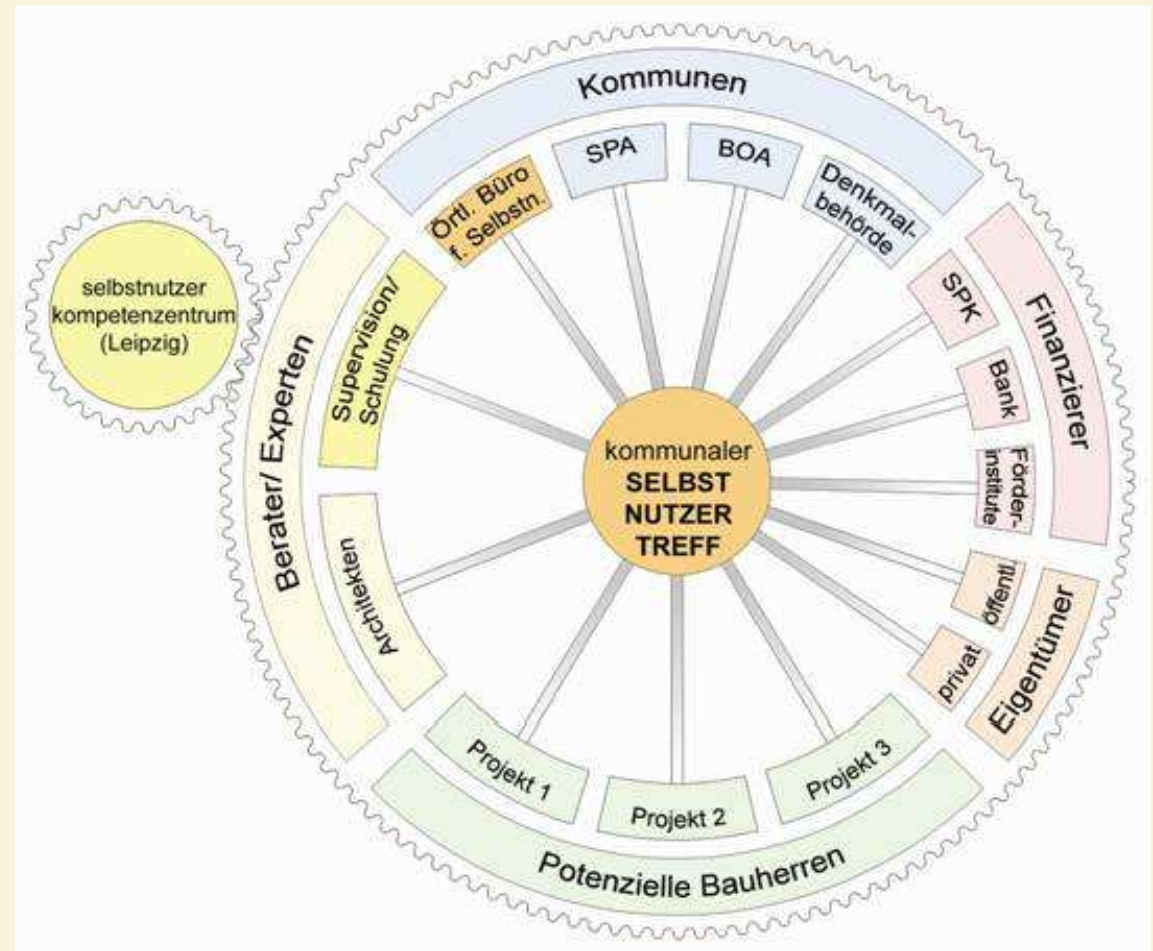 Kommunen
Örtl. Büro
f. Selbstn.
SPA
BOA
Denkmal-
behörde
selbstnutzer
kompetenzentrum
(Leipzig)
Berater/ Experten
Supervision/
Schulung
Architekten
kommunaler
SELBST
NUTZER
TREFF
Finanzierer
SPK
Bank
Förder-
institute
Eigentümer
öffentl.
privat
Potenzielle Bauherren
Projekt 1
Projekt 2
Projekt 3